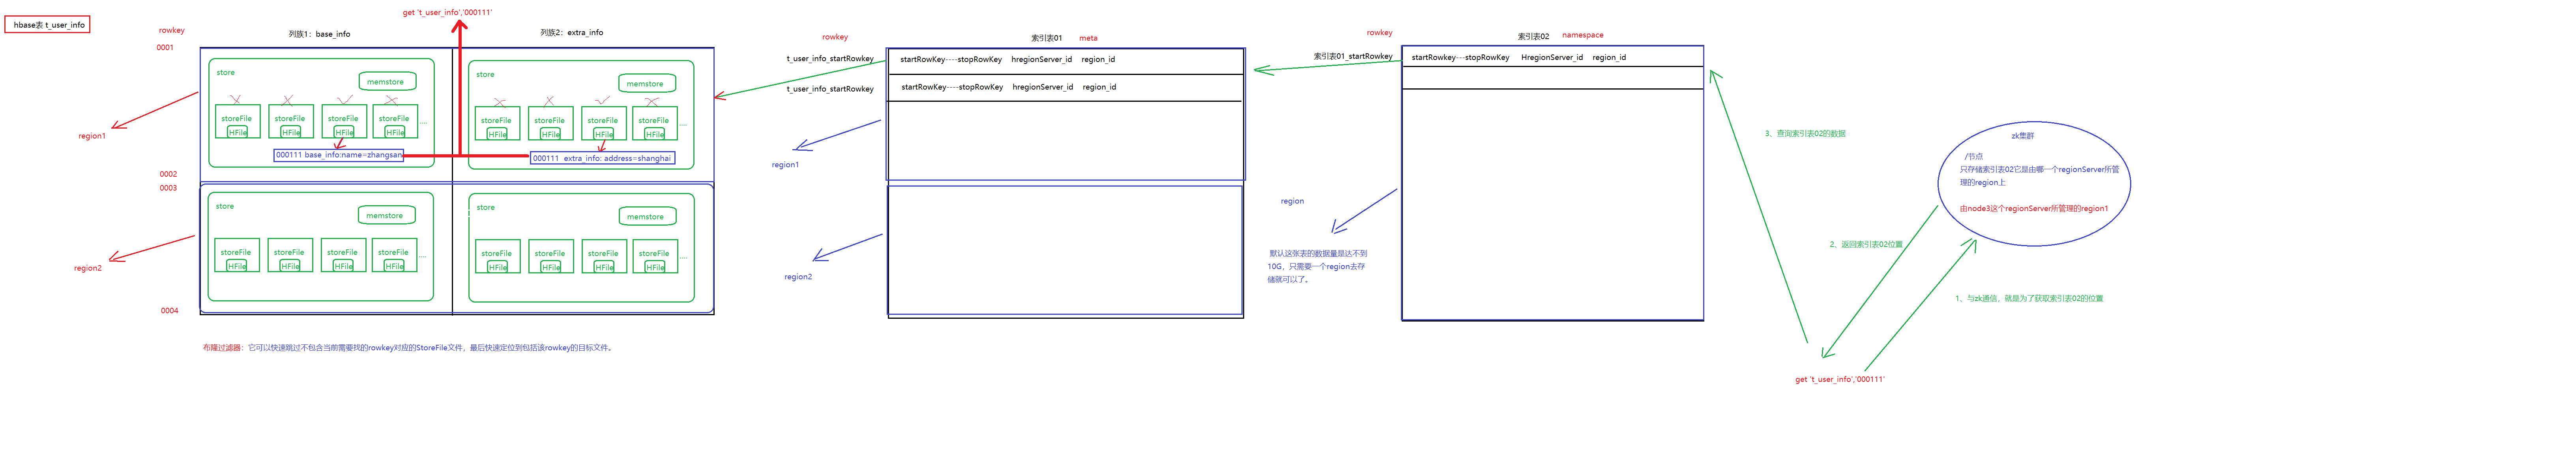 hbase表 t_user_info
get 't_user_info','000111'
rowkey
列族1：base_info
列族2：extra_info
0001
store
memstore
storeFile
HFile
storeFile
HFile
storeFile
HFile
storeFile
HFile
....
000111 base_info:name=zhangsan
store
memstore
storeFile
HFile
storeFile
HFile
storeFile
HFile
storeFile
HFile
....
000111  extra_info: address=shanghai
region1
0002
0003
store
memstore
storeFile
HFile
storeFile
HFile
storeFile
HFile
storeFile
HFile
....
store
memstore
storeFile
HFile
storeFile
HFile
storeFile
HFile
storeFile
HFile
....
region2
0004
布隆过滤器：它可以快速跳过不包含当前需要找的rowkey对应的StoreFile文件，最后快速定位到包括该rowkey的目标文件。
rowkey
索引表01 meta
t_user_info_startRowkey
startRowKey----stopRowKey hregionServer_id region_id
t_user_info_startRowkey
startRowKey----stopRowKey hregionServer_id region_id
region1
region2
rowkey
索引表02 namespace
索引表01_startRowkey
startRowkey---stopRowKey HregionServer_id region_id
region
默认这张表的数据量是达不到
10G，只需要一个region去存
储就可以了。
3、查询索引表02的数据
zk集群
/节点
只存储索引表02它是由哪一个regionServer所管
理的region上
由node3这个regionServer所管理的region1
2、返回索引表02位置
1、与zk通信，就是为了获取索引表02的位置
get 't_user_info','000111'